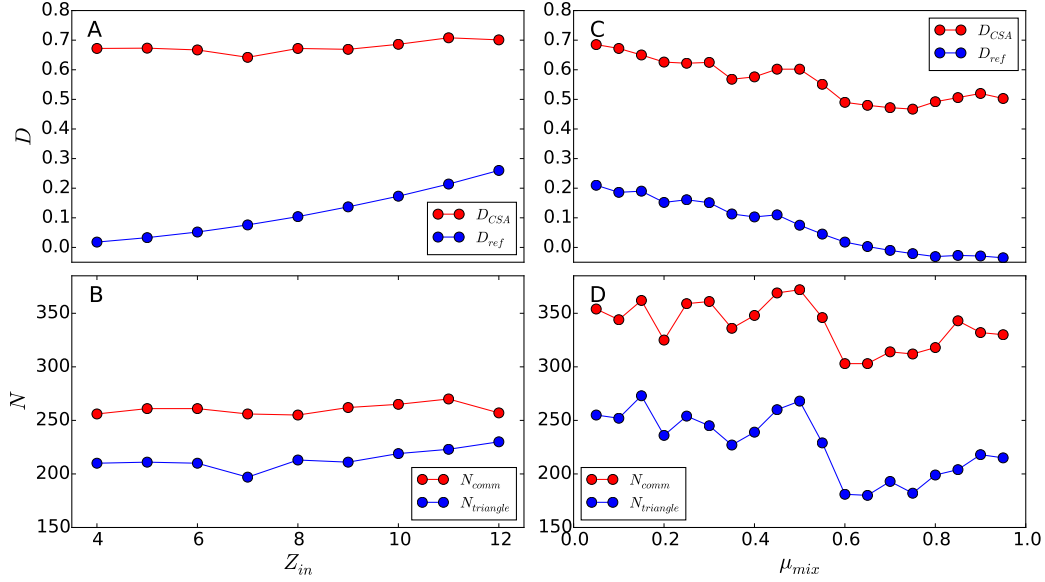 A
0.8
0.7
0.6
0.5
0.4
0.3
0.2
0.1
0.0
D
D_CSA
D_ref
C
0.8
0.7
0.6
0.5
0.4
0.3
0.2
0.1
0.0
D_CSA
D_ref
B
350
300
250
200
150
N
N_comm
N_triangle
4 6 8 10 12
Z_in
D
350
300
250
200
150
N_comm
N_triangle
0.0 0.2 0.4 0.6 0.8 1.0
μ_mix